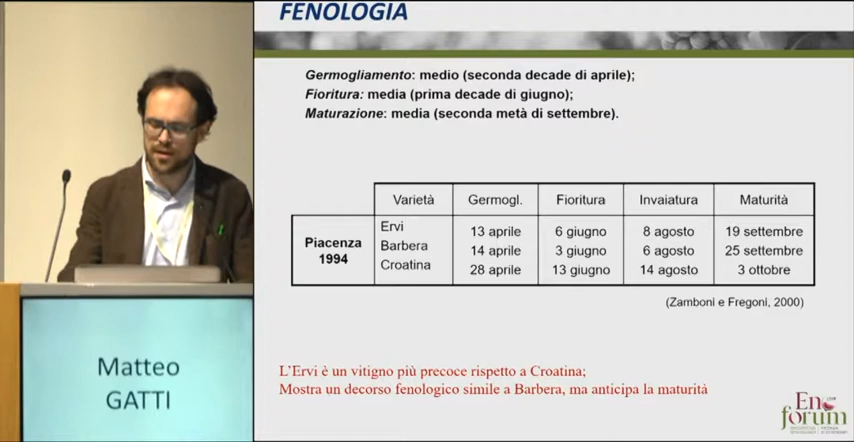 FENOLOGIA
Germogliamento: medio (seconda decade di aprile);
Fioritura: media (prima decade di giugno);
Maturazione: media (seconda metà di settembre).
Varietà Germogl. Fioritura Invaiatura Maturità
Piacenza 1994
Ervi 13 aprile 6 giugno 8 agosto 19 settembre
Barbera 14 aprile 3 giugno 6 agosto 25 settembre
Croatina 28 aprile 13 giugno 14 agosto 3 ottobre
(Zamboni e Fregoni, 2000)
L'Ervi è un vitigno più precoce rispetto a Croatina;
Mostra un decorso fenologico simile a Barbera, ma anticipa la maturità
Matteo
GATTI
En
forum